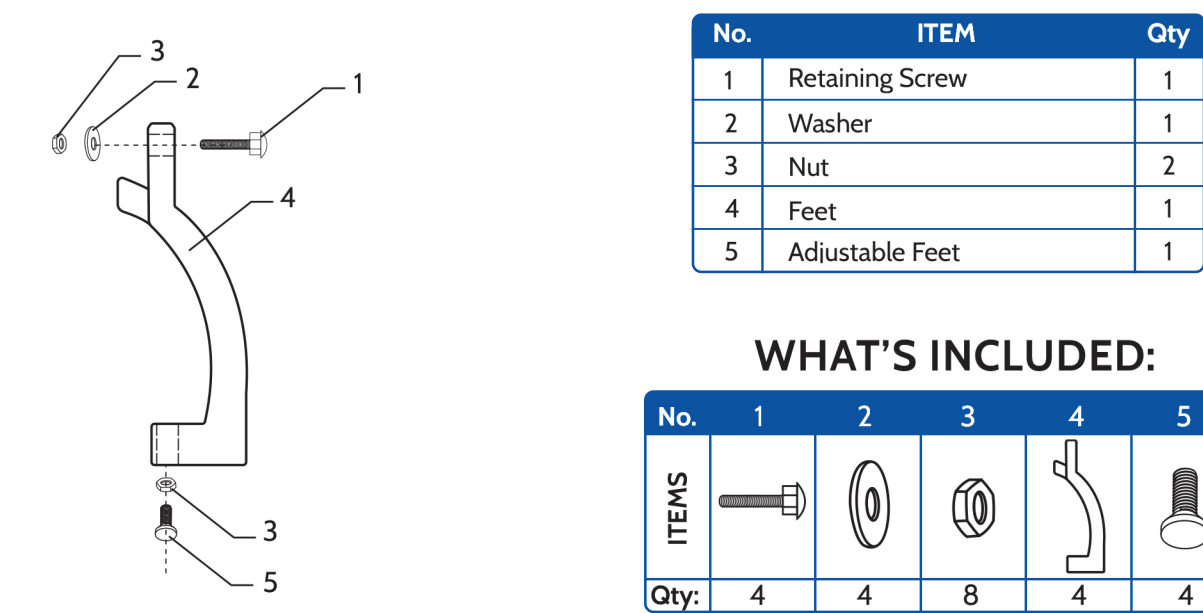 3
2
1
4
3
5
No. ITEM Qty
1 Retaining Screw 1
2 Washer 1
3 Nut 2
4 Feet 1
5 Adjustable Feet 1
WHAT'S INCLUDED:
No. 1 2 3 4 5
ITEMS
Qty: 4 4 8 4 4